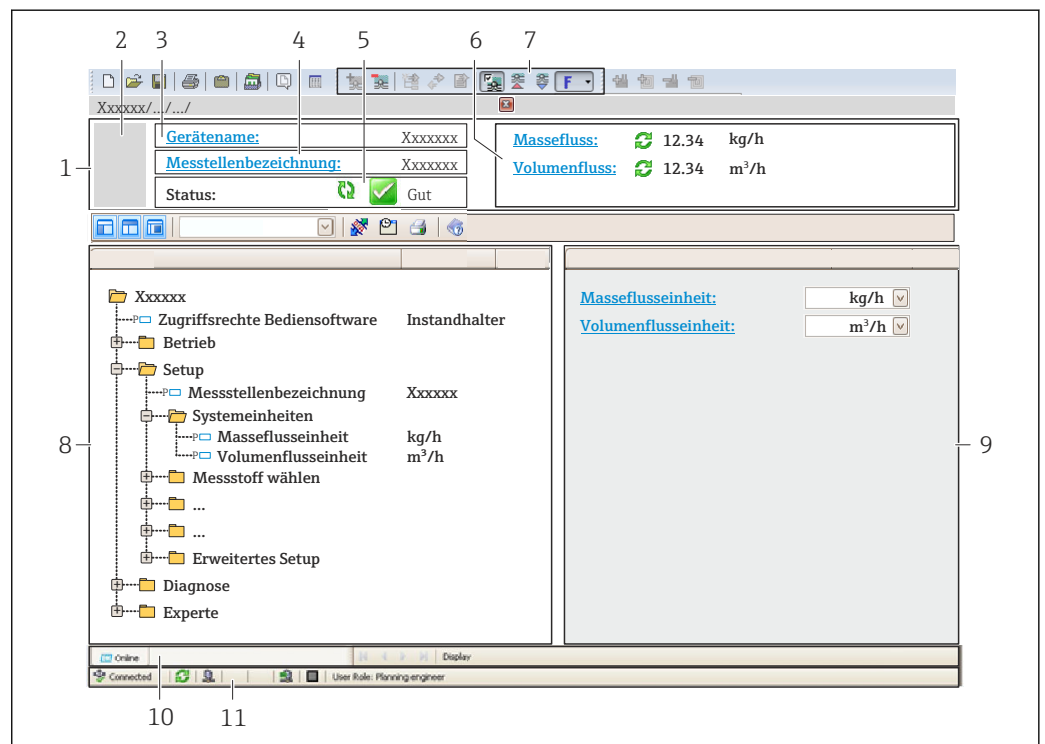 2 3 4 5 6 7
F
Xxxxxx/.../.../
1
Gerätename: Xxxxxxx
Messtellenbezeichnung: Xxxxxxx
Status: Gut
Massefluss: 12.34 kg/h
Volumenfluss: 12.34 m³/h
Xxxxxx
P Zugriffsrechte Bediensoftware Instandhalter
Betrieb
Setup
P Messstellenbezeichnung Xxxxxx
Systemeinheiten
P Masseflusseinheit kg/h
P Volumenflusseinheit m³/h
Messstoff wählen
...
...
Erweitertes Setup
Diagnose
Experte
8
Masseflusseinheit: kg/h
Volumenflusseinheit: m³/h
9
Online Display
Connected User Role: Planning engineer
10 11